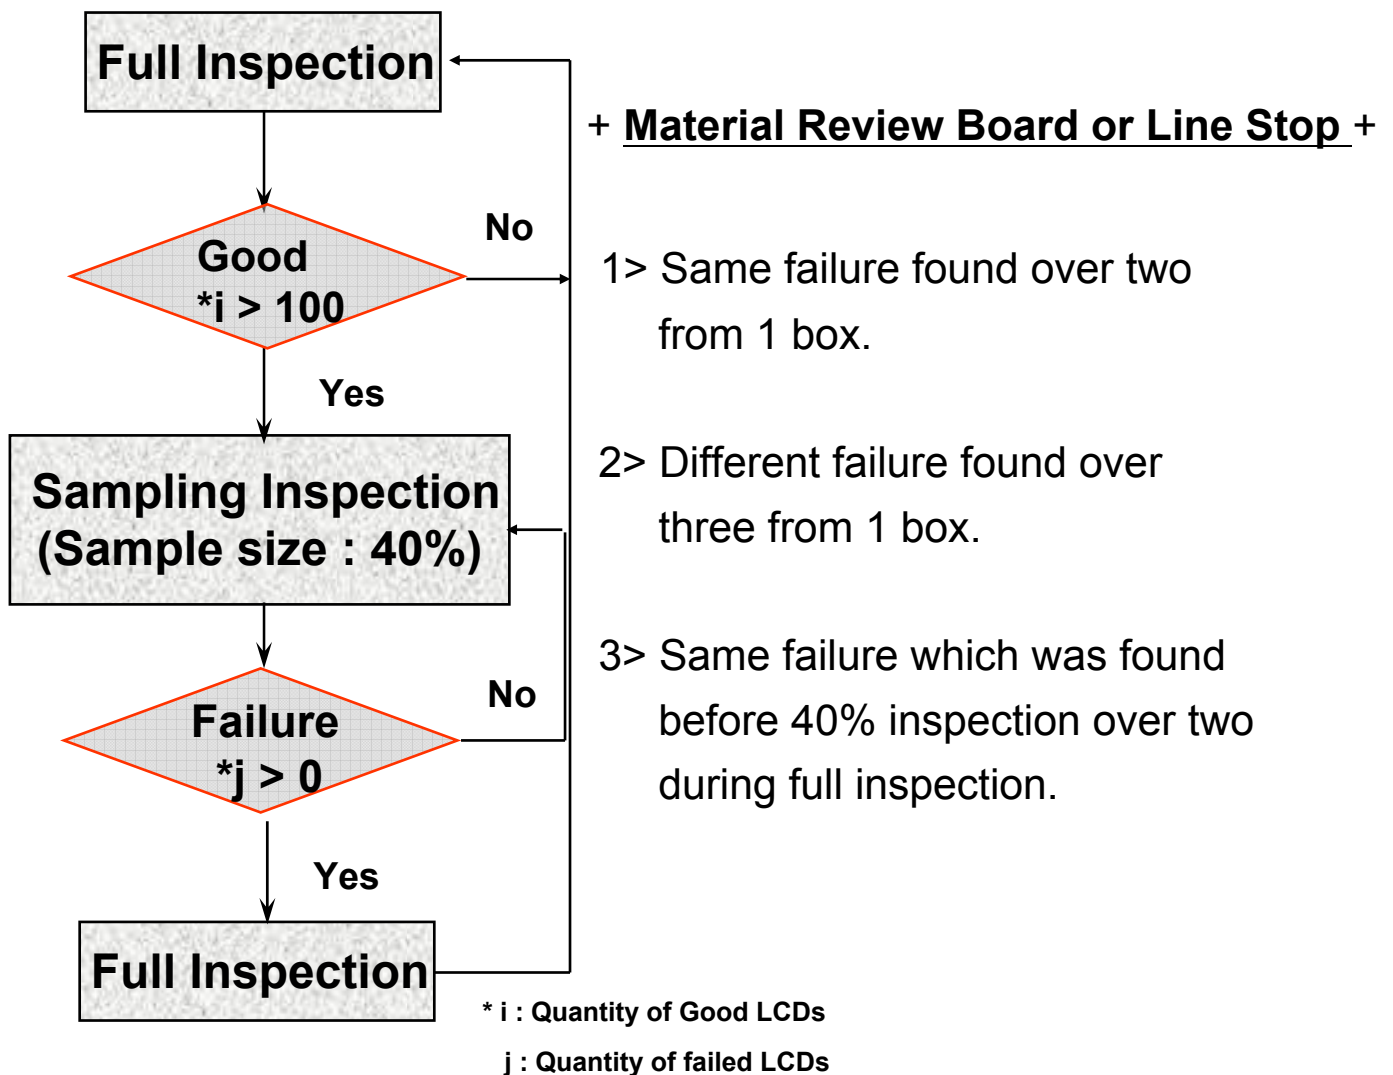 Full Inspection
+ Material Review Board or Line Stop +
No
Good
*i > 100
1> Same failure found over two
from 1 box.
Yes
2> Different failure found over
three from 1 box.
Sampling Inspection
(Sample size : 40%)
3> Same failure which was found
before 40% inspection over two
during full inspection.
No
Failure
*j > 0
Yes
Full Inspection
* i : Quantity of Good LCDs
j : Quantity of failed LCDs